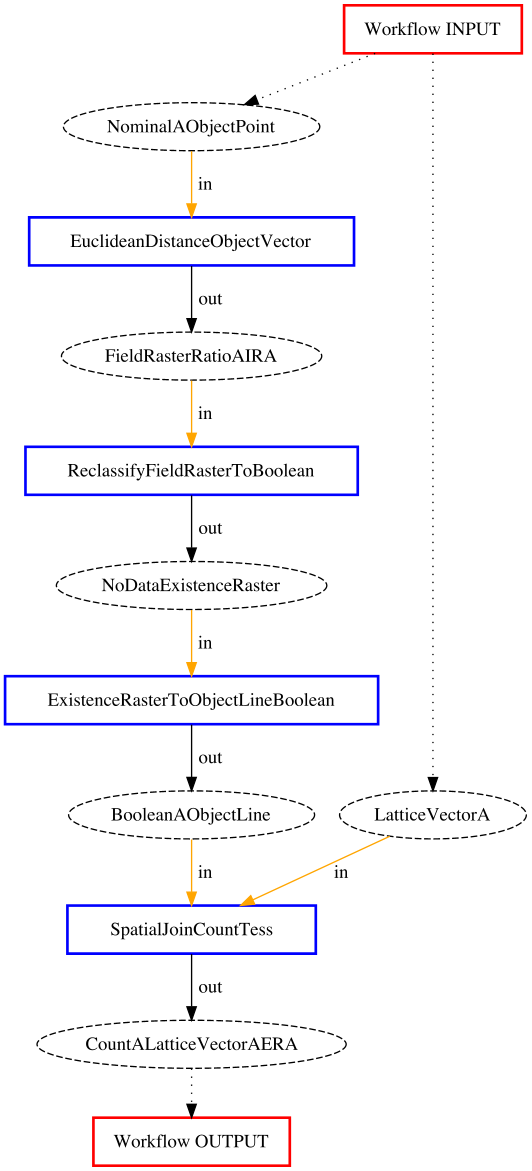 Workflow INPUT
NominalAObjectPoint
in
EuclideanDistanceObjectVector
out
FieldRasterRatioAIRA
in
ReclassifyFieldRasterToBoolean
out
NoDataExistenceRaster
in
ExistenceRasterToObjectLineBoolean
out
BooleanAObjectLine
LatticeVectorA
in
in
SpatialJoinCountTess
out
CountALatticeVectorAERA
Workflow OUTPUT